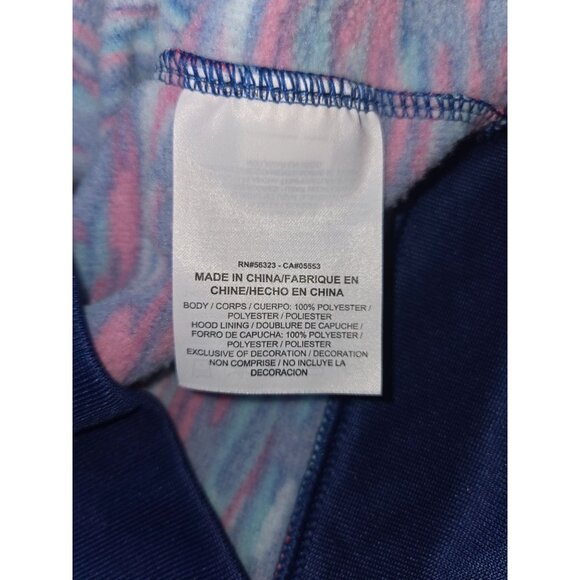 RN#56323 - CA#05553
MADE IN CHINA/FABRIQUE EN
CHINE/HECHO EN CHINA
BODY / CORPS / CUERPO: 100% POLYESTER /
POLYESTER / POLIESTER
HOOD LINING / DOUBLURE DE CAPUCHE /
FORRO DE CAPUCHA: 100% POLYESTER /
POLYESTER / POLIESTER
EXCLUSIVE OF DECORATION / DECORATION
NON COMPRISE / NO INCLUYE LA
DECORACION